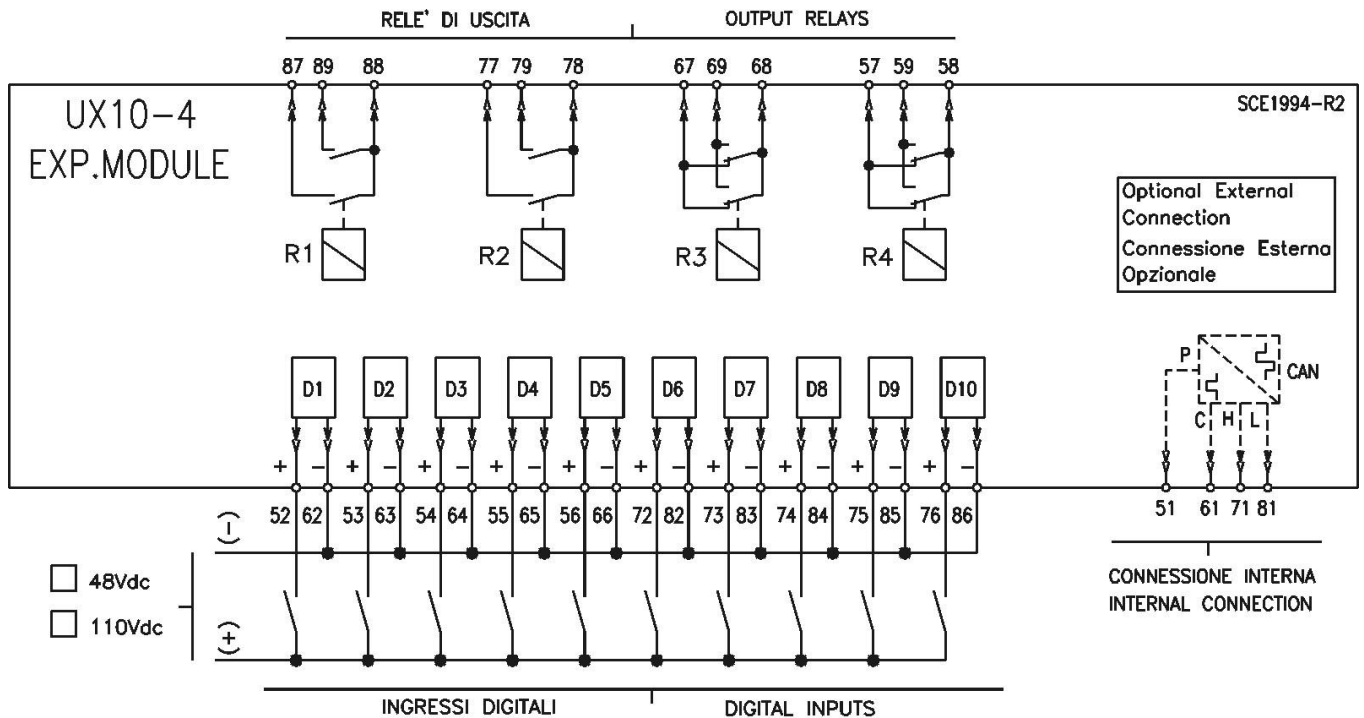 RELE' DI USCITA OUTPUT RELAYS
87 89 88 77 79 78 67 69 68 57 59 58
UX10-4
EXP.MODULE
SCE1994-R2
Optional External
Connection
Connessione Esterna
Opzionale
R1 R2 R3 R4
D1 D2 D3 D4 D5 D6 D7 D8 D9 D10
P CAN
C H L
+ - + - + - + - + - + - + - + - + - + -
52 62 53 63 54 64 55 65 56 66 72 82 73 83 74 84 75 85 76 86
51 61 71 81
(-)
48Vdc
110Vdc
(+)
CONNESSIONE INTERNA
INTERNAL CONNECTION
INGRESSI DIGITALI DIGITAL INPUTS